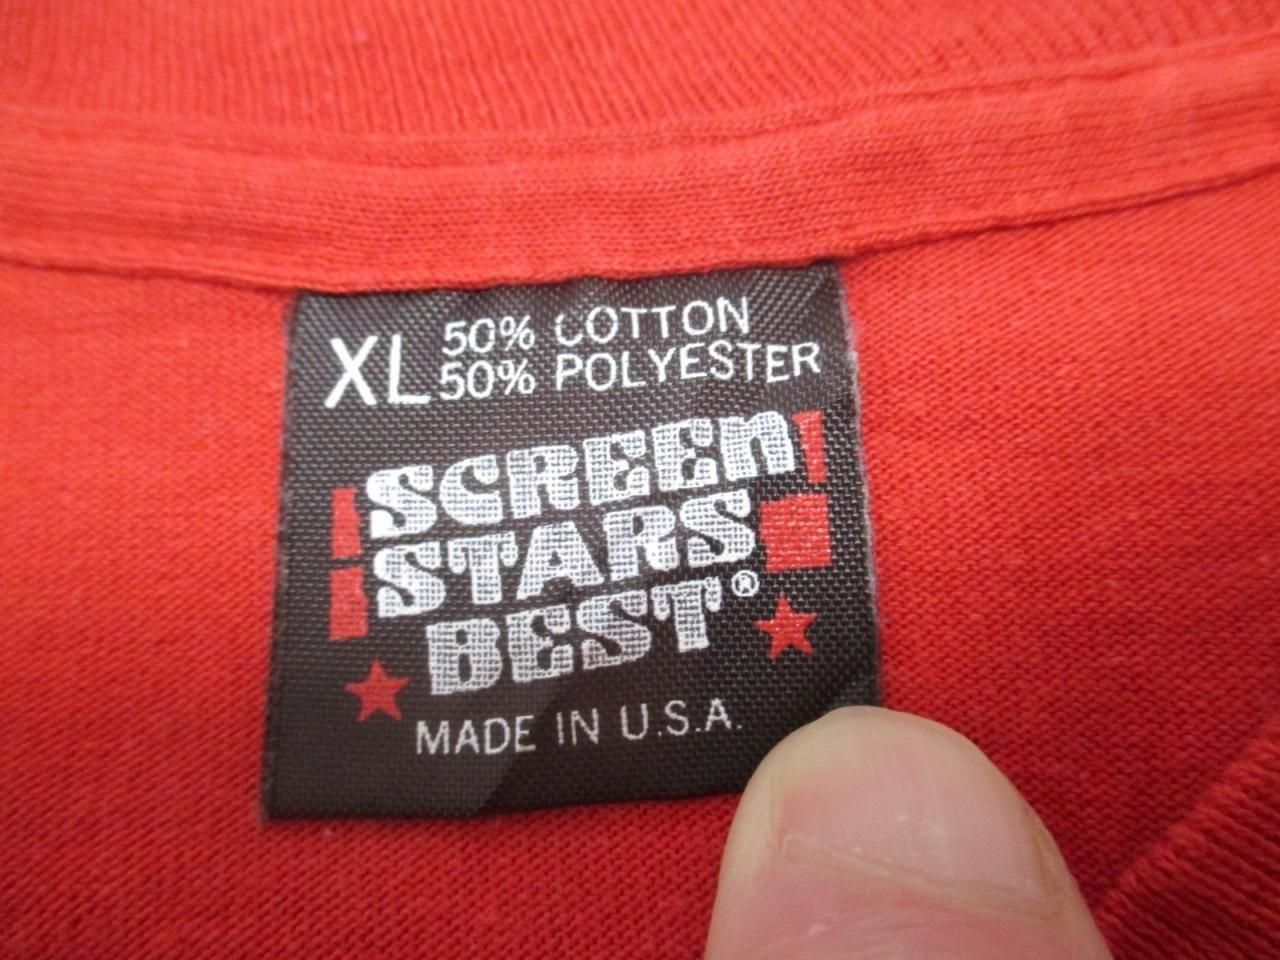 XL
50% COTTON
50% POLYESTER
SCREEn
STARS
BEST®
MADE IN U.S.A.